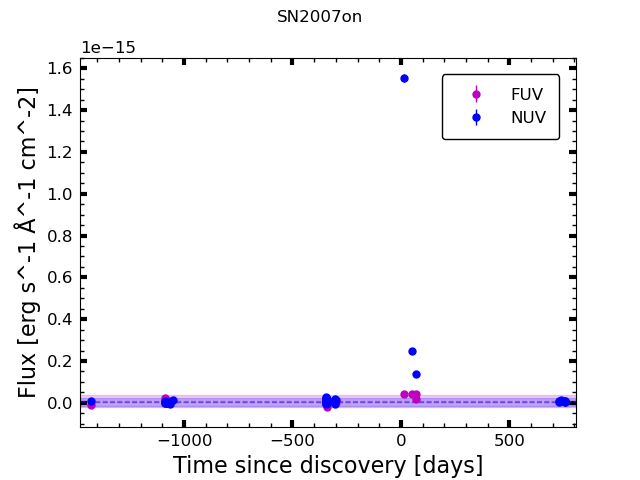 SN2007on
1e−15
1.6
1.4
1.2
1.0
0.8
0.6
0.4
0.2
0.0
−1000 −500 0 500
Time since discovery [days]
Flux [erg s^-1 Å^-1 cm^-2]
FUV
NUV